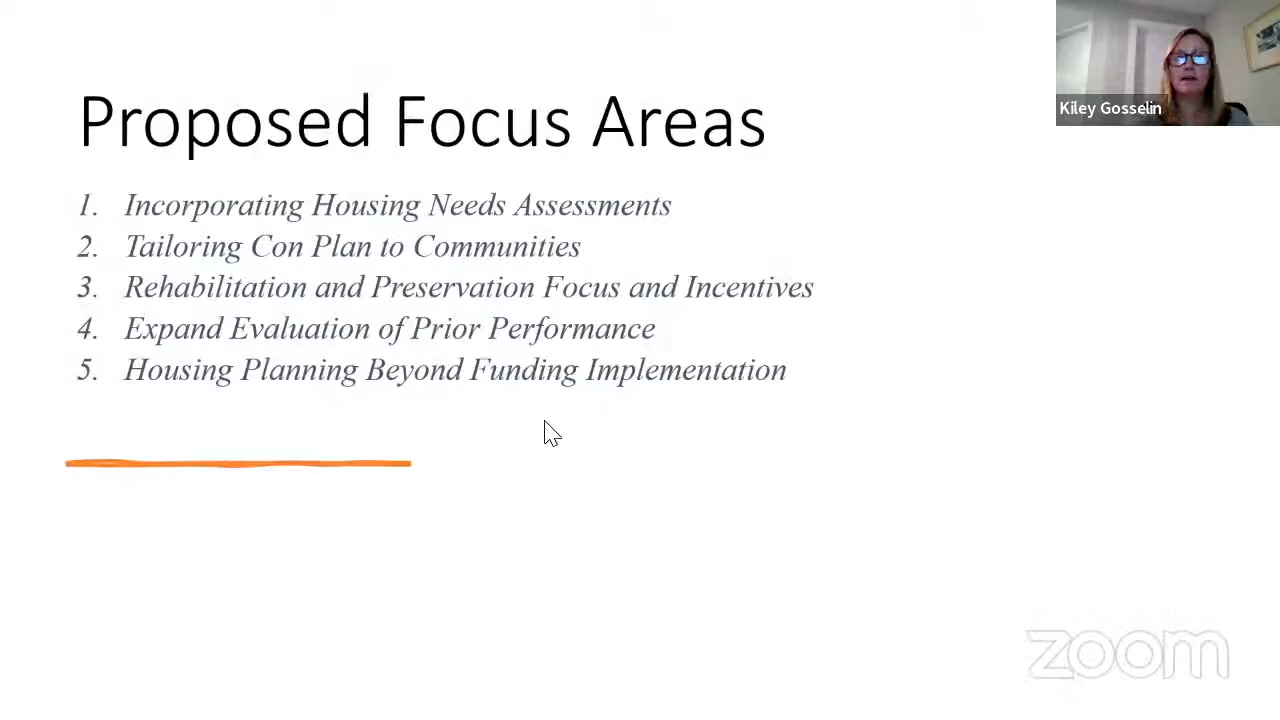 Proposed Focus Areas
Kiley Gosselin
1. Incorporating Housing Needs Assessments
2. Tailoring Con Plan to Communities
3. Rehabilitation and Preservation Focus and Incentives
4. Expand Evaluation of Prior Performance
5. Housing Planning Beyond Funding Implementation
zoom